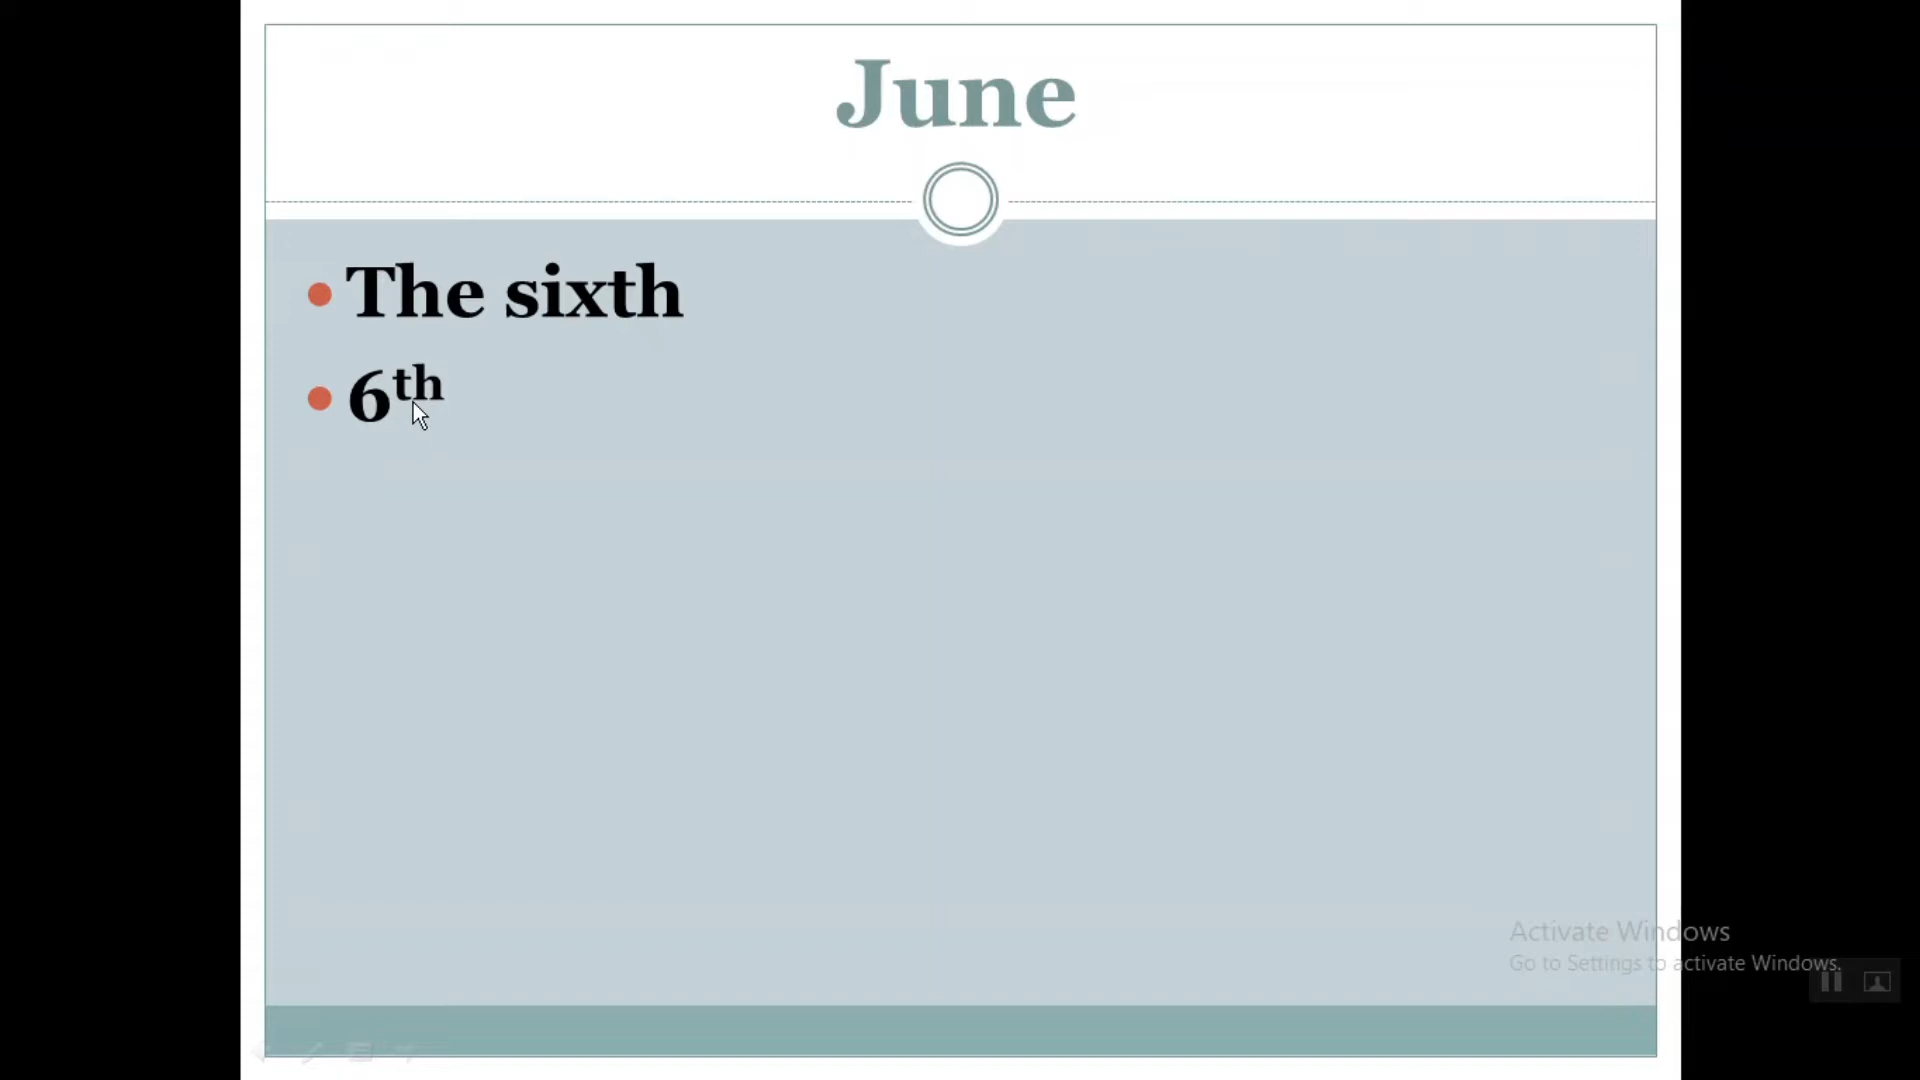 June
The sixth
6th
Activate Windows
Go to Settings to activate Windows.